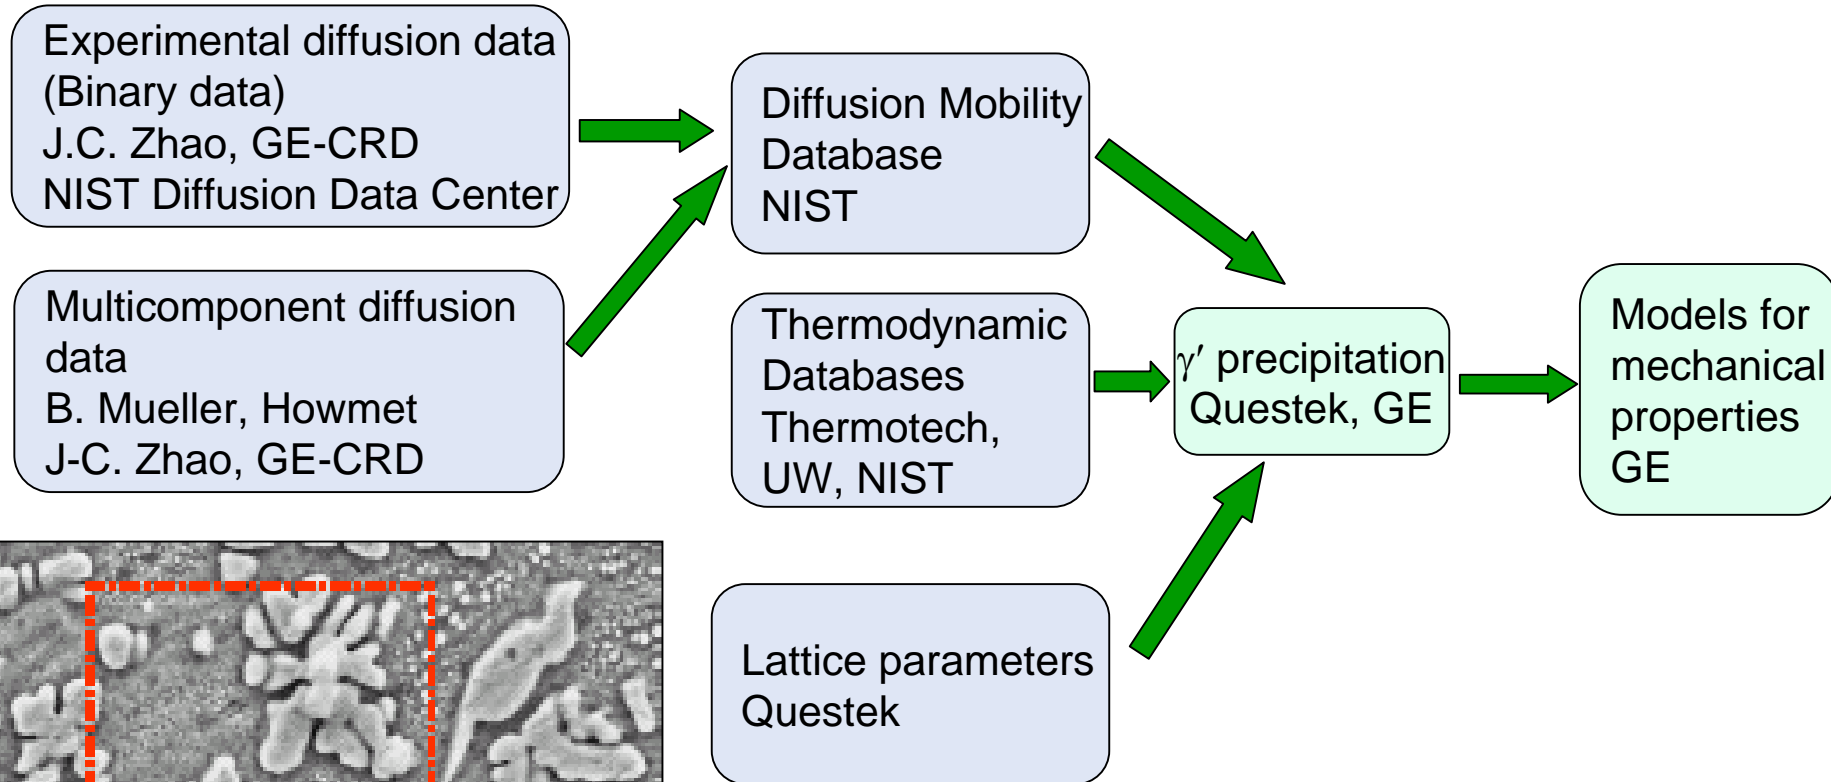 Experimental diffusion data
(Binary data)
J.C. Zhao, GE-CRD
NIST Diffusion Data Center
Multicomponent diffusion
data
B. Mueller, Howmet
J-C. Zhao, GE-CRD
Diffusion Mobility
Database
NIST
Thermodynamic
Databases
Thermotech,
UW, NIST
Lattice parameters
Questek
γ′ precipitation
Questek, GE
Models for
mechanical
properties
GE